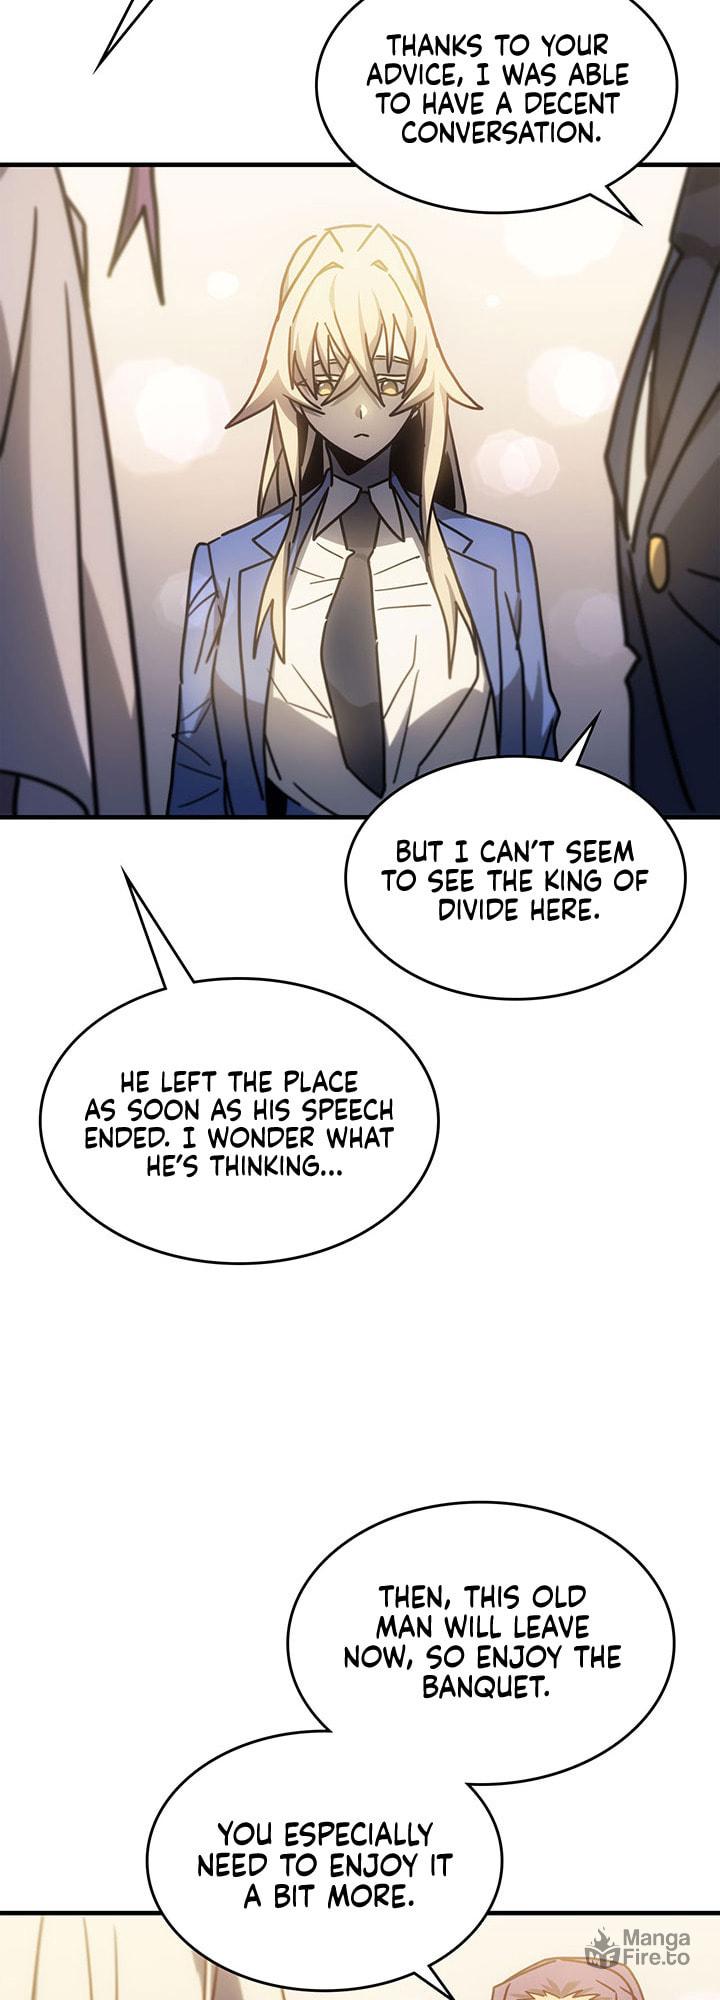 THANKS TO YOUR
ADVICE, I WAS ABLE
TO HAVE A DECENT
CONVERSATION.
BUT I CAN'T SEEM
TO SEE THE KING OF
DIVIDE HERE.
HE LEFT THE PLACE
AS SOON AS HIS SPEECH
ENDED. I WONDER WHAT
HE'S THINKING...
THEN, THIS OLD
MAN WILL LEAVE
NOW, SO ENJOY THE
BANQUET.
YOU ESPECIALLY
NEED TO ENJOY IT
A BIT MORE.
Manga
Fire.to